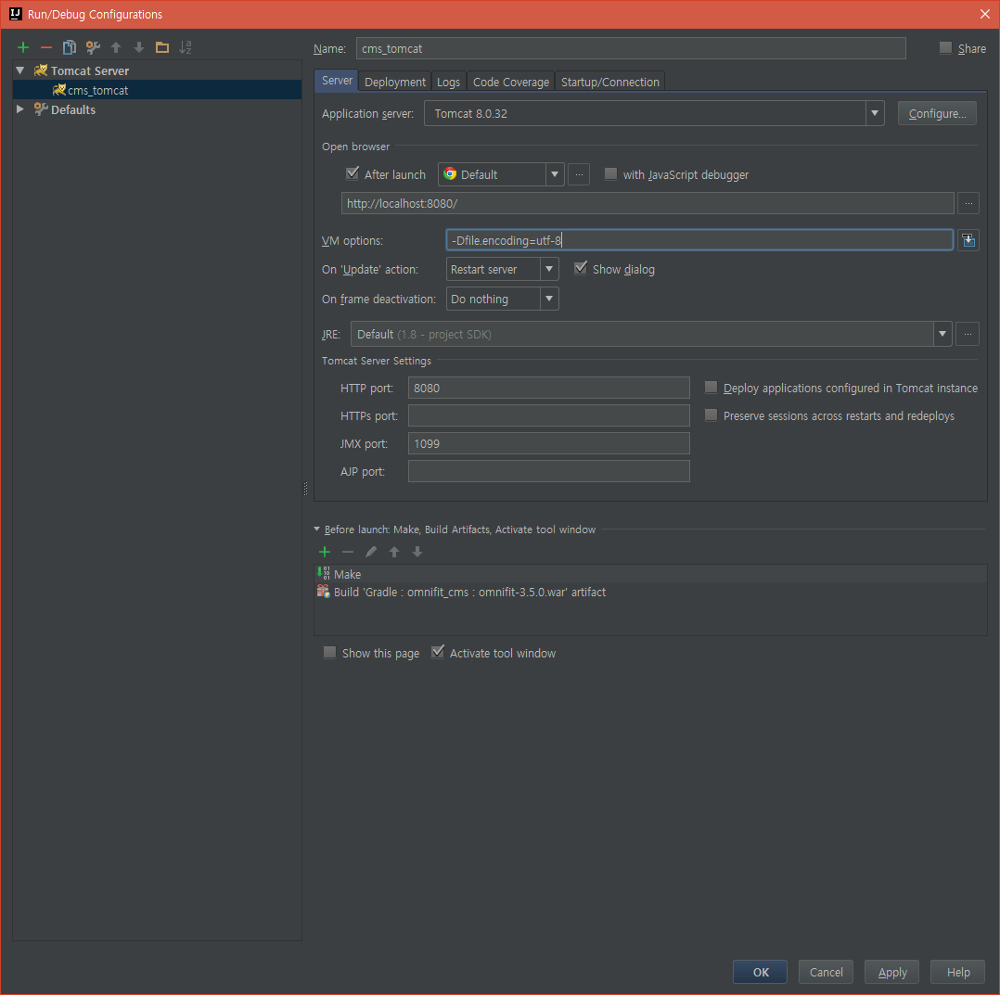 Run/Debug Configurations
Name: cms_tomcat Share
Tomcat Server
cms_tomcat
Defaults
Server Deployment Logs Code Coverage Startup/Connection
Application server: Tomcat 8.0.32 Configure...
Open browser
After launch Default ... with JavaScript debugger
http://localhost:8080/ ...
VM options: -Dfile.encoding=utf-8
On 'Update' action: Restart server Show dialog
On frame deactivation: Do nothing
JRE: Default (1.8 - project SDK) ...
Tomcat Server Settings
HTTP port: 8080 Deploy applications configured in Tomcat instance
HTTPs port: Preserve sessions across restarts and redeploys
JMX port: 1099
AJP port:
Before launch: Make, Build Artifacts, Activate tool window
Make
Build 'Gradle : omnifit_cms : omnifit-3.5.0.war' artifact
Show this page Activate tool window
OK Cancel Apply Help